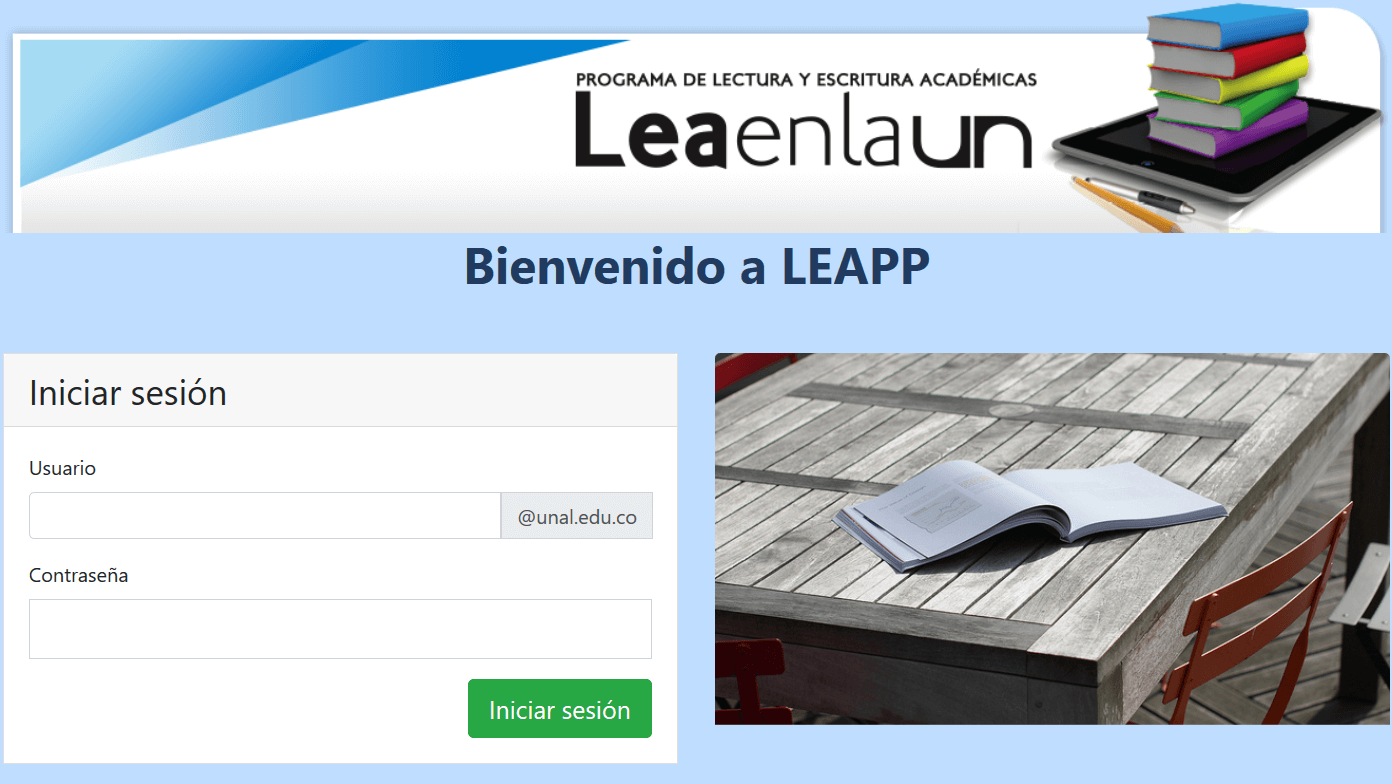 PROGRAMA DE LECTURA Y ESCRITURA ACADÉMICAS
Leaenlaun
Bienvenido a LEAPP
Iniciar sesión
Usuario
@unal.edu.co
Contraseña
Iniciar sesión